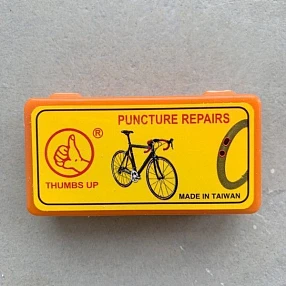 PUNCTURE REPAIRS
®
THUMBS UP
MADE IN TAIWAN